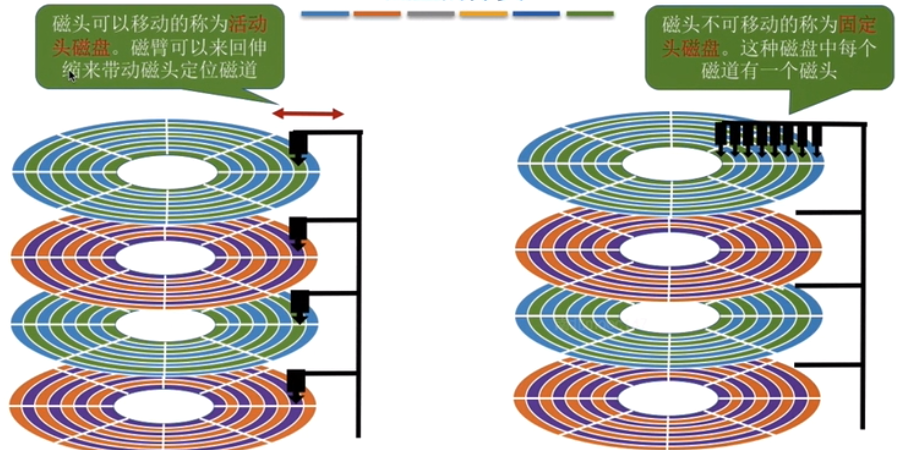 磁头可以移动的称为活动
头磁盘。磁臂可以来回伸
缩来带动磁头定位磁道
磁头不可移动的称为固定
头磁盘。这种磁盘中每个
磁道有一个磁头